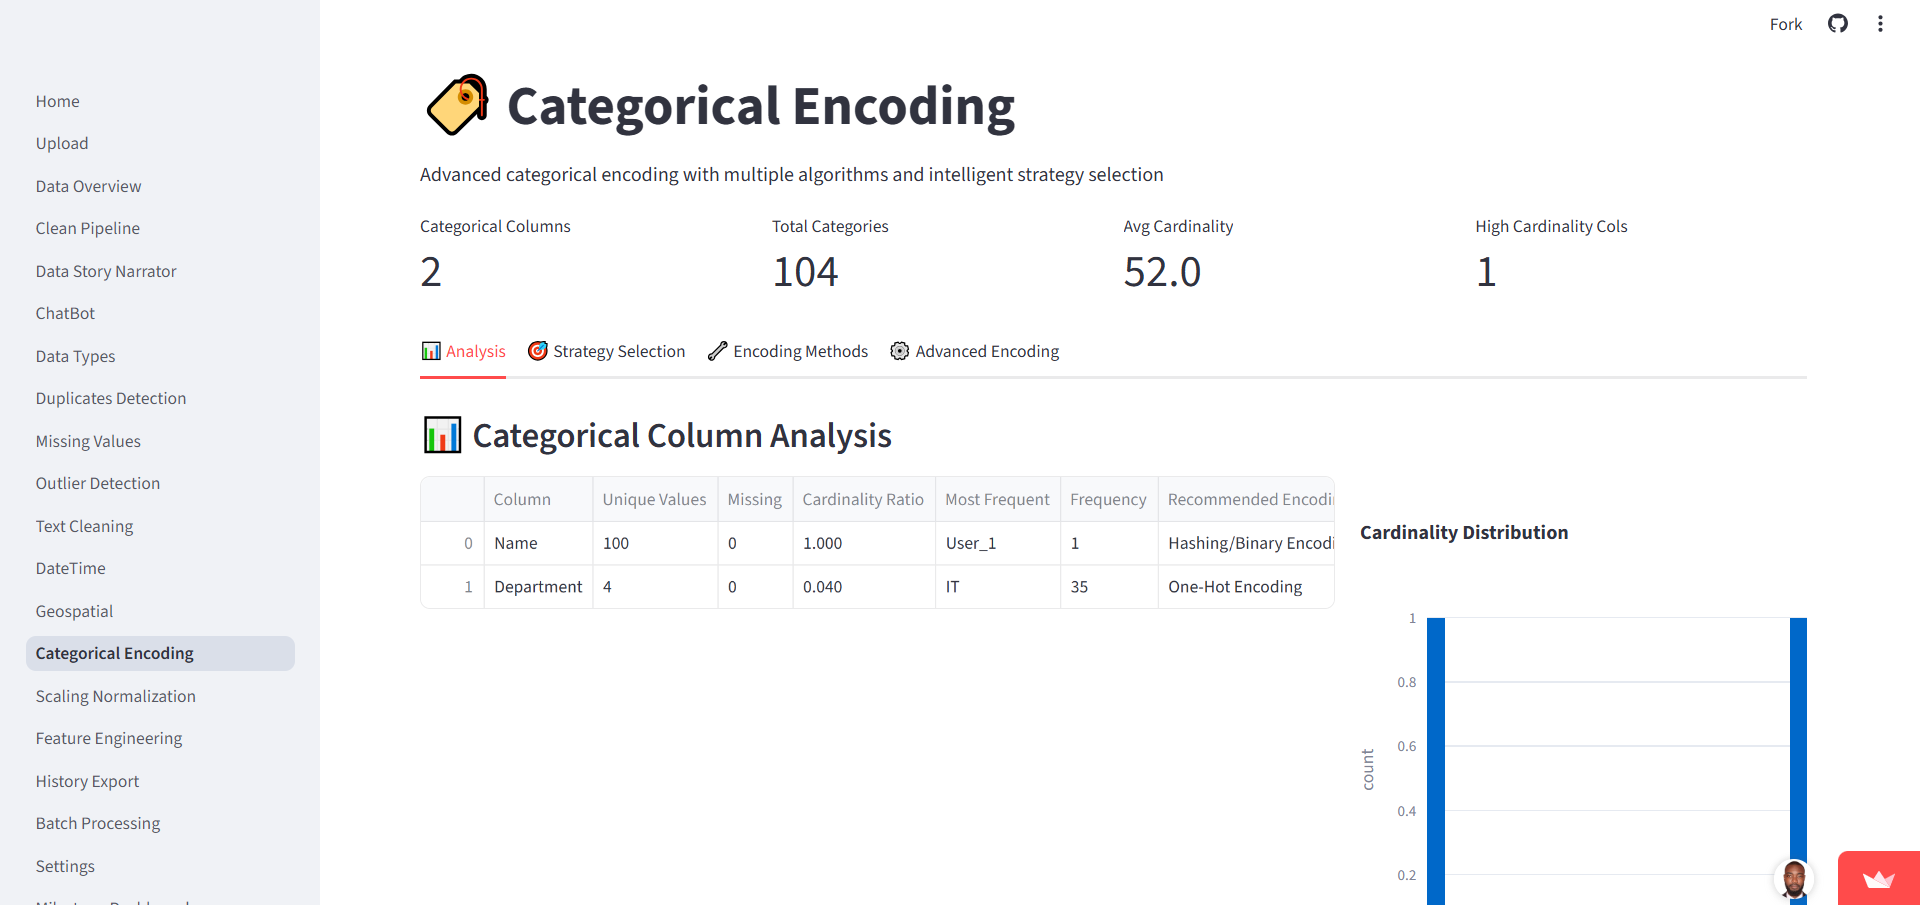 Fork
Home
Upload
Data Overview
Clean Pipeline
Data Story Narrator
ChatBot
Data Types
Duplicates Detection
Missing Values
Outlier Detection
Text Cleaning
DateTime
Geospatial
Categorical Encoding
Scaling Normalization
Feature Engineering
History Export
Batch Processing
Settings
Categorical Encoding
Advanced categorical encoding with multiple algorithms and intelligent strategy selection
Categorical Columns Total Categories Avg Cardinality High Cardinality Cols
2 104 52.0 1
Analysis Strategy Selection Encoding Methods Advanced Encoding
Categorical Column Analysis
Column Unique Values Missing Cardinality Ratio Most Frequent Frequency Recommended Encodi
0 Name 100 0 1.000 User_1 1 Hashing/Binary Encodi
1 Department 4 0 0.040 IT 35 One-Hot Encoding
Cardinality Distribution
1
0.8
0.6
0.4
0.2
count